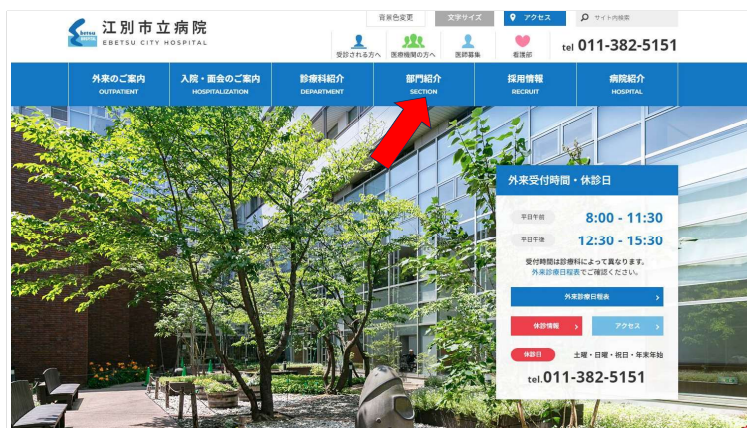 Ebetsu
HOSPITAL
江別市立病院
EBETSU CITY HOSPITAL
背景色変更
文字サイズ
アクセス
サイト内検索
受診される方へ
医療機関の方へ
医師募集
看護部
tel 011-382-5151
外来のご案内
OUTPATIENT
入院・面会のご案内
HOSPITALIZATION
診療科紹介
DEPARTMENT
部門紹介
SECTION
採用情報
RECRUIT
病院紹介
HOSPITAL
外来受付時間・休診日
平日午前 8:00 - 11:30
平日午後 12:30 - 15:30
受付時間は診療科によって異なります。
外来診療日程表でご確認ください。
外来診療日程表
休診情報
アクセス
休診日 土曜・日曜・祝日・年末年始
tel.011-382-5151